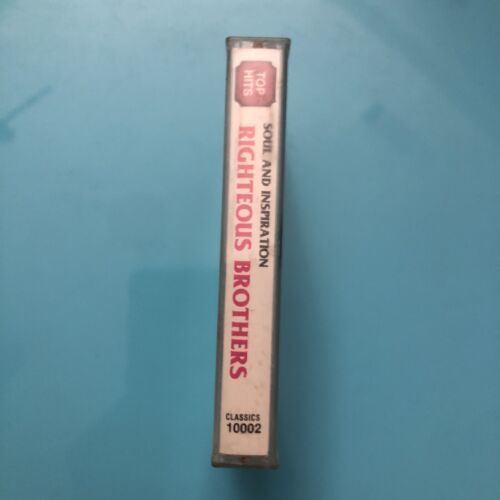 TOP
HITS
SOUL AND INSPIRATION
RIGHTEOUS BROTHERS
CLASSICS
10002